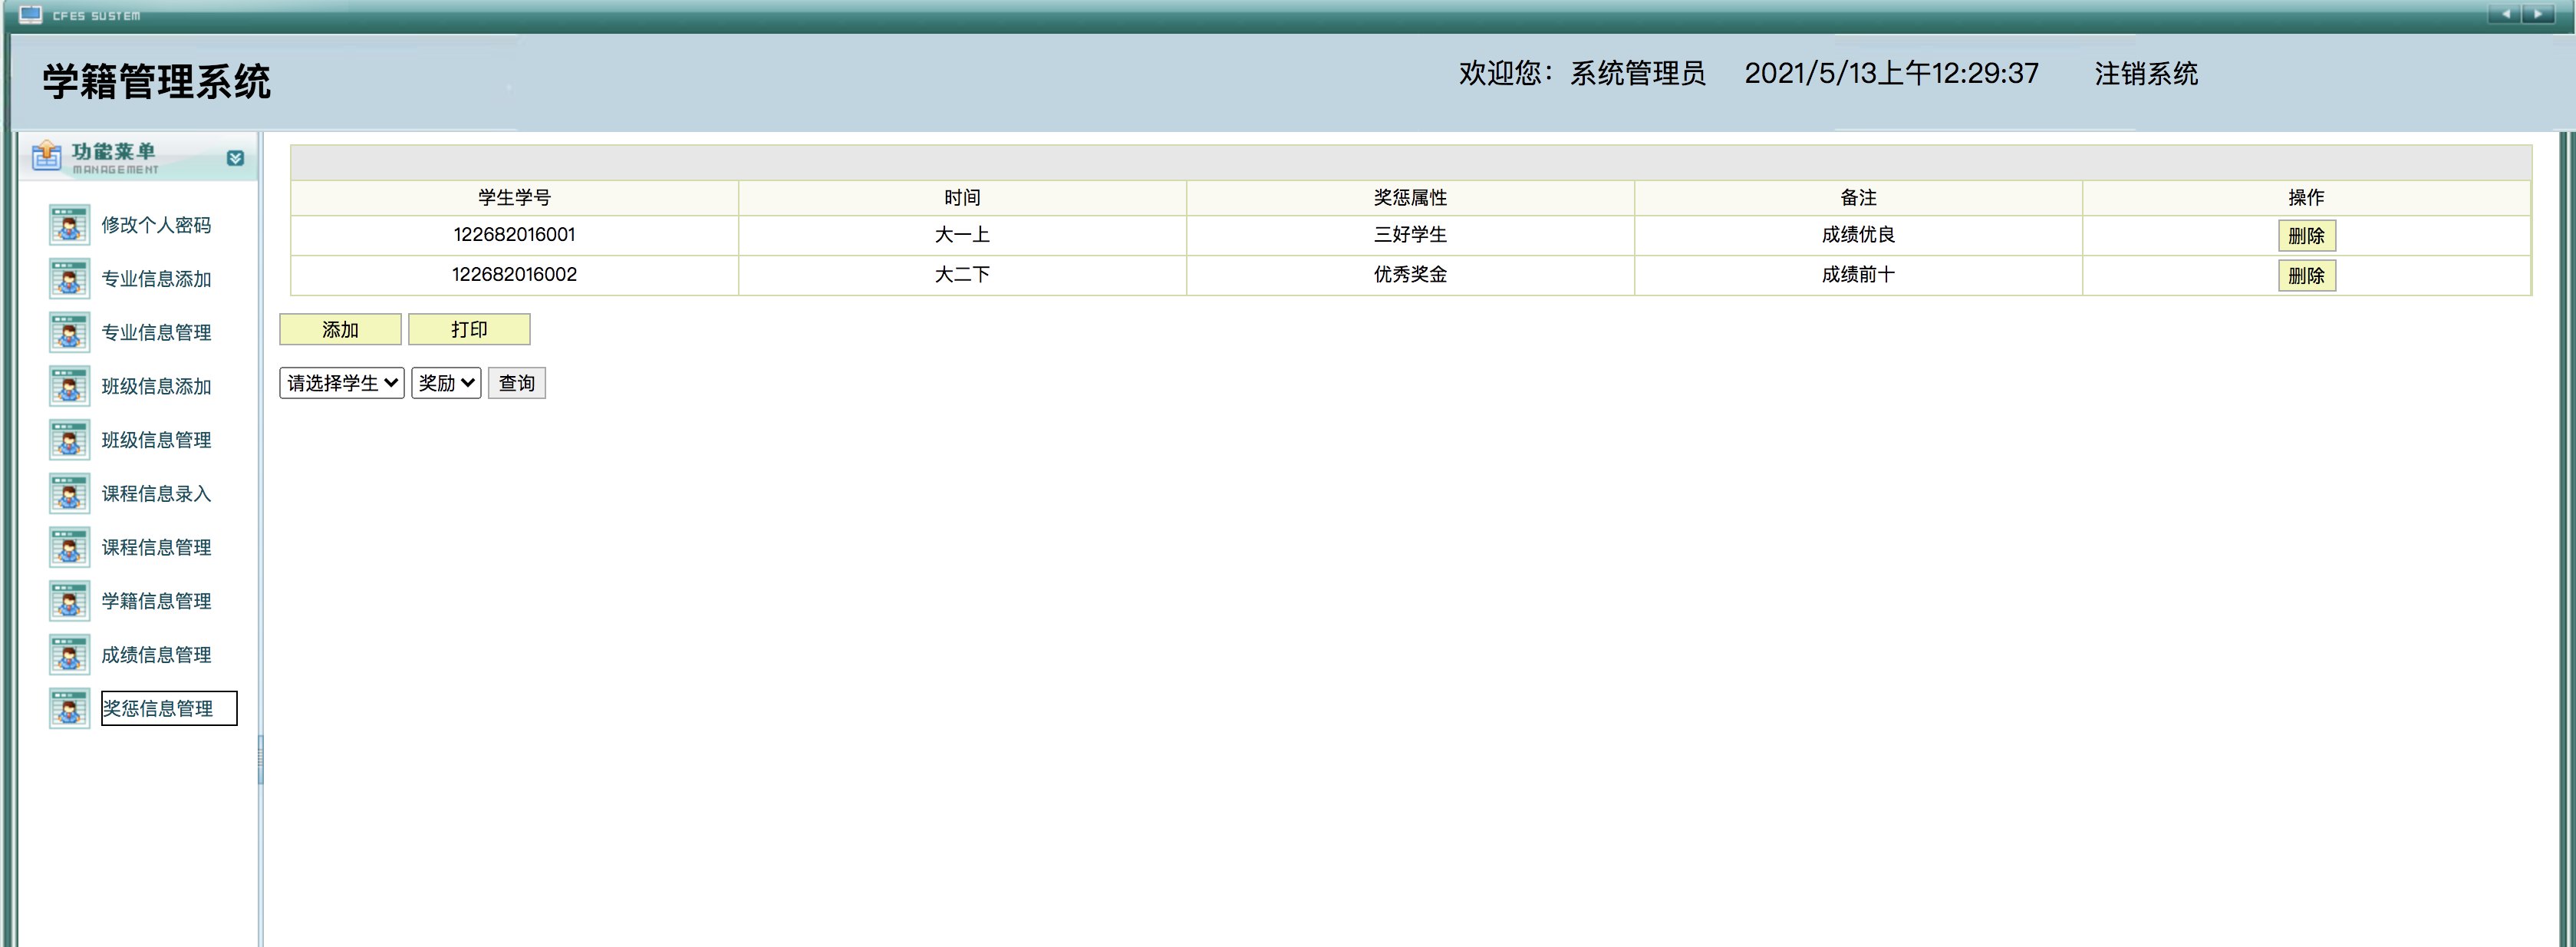 CFES SUSTEM
学籍管理系统
欢迎您：系统管理员 2021/5/13上午12:29:37 注销系统
功能菜单
MANAGEMENT
修改个人密码
专业信息添加
专业信息管理
班级信息添加
班级信息管理
课程信息录入
课程信息管理
学籍信息管理
成绩信息管理
奖惩信息管理
学生学号 时间 奖惩属性 备注 操作
122682016001 大一上 三好学生 成绩优良 删除
122682016002 大二下 优秀奖金 成绩前十 删除
添加 打印
请选择学生 奖励 查询